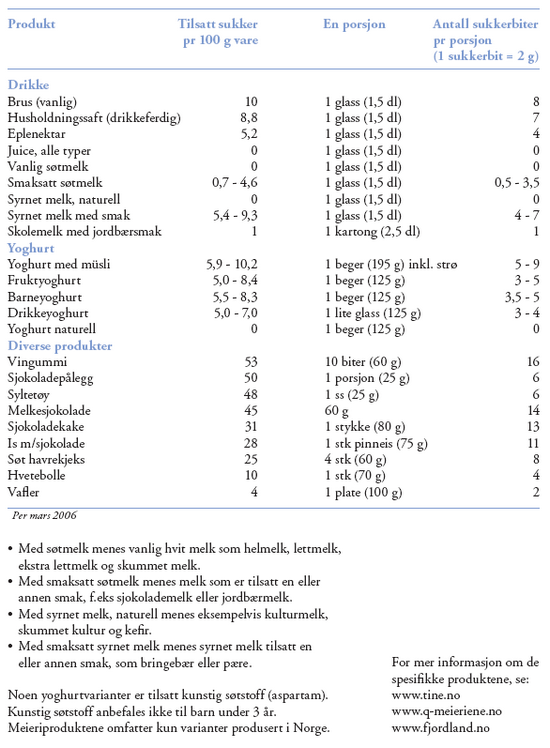 Produkt Tilsatt sukker En porsjon Antall sukkerbiter
pr 100 g vare pr porsjon
(1 sukkerbit = 2 g)
Drikke
Brus (vanlig) 10 1 glass (1,5 dl) 8
Husholdningssaft (drikkeferdig) 8,8 1 glass (1,5 dl) 7
Eplenektar 5,2 1 glass (1,5 dl) 4
Juice, alle typer 0 1 glass (1,5 dl) 0
Vanlig søtmelk 0 1 glass (1,5 dl) 0
Smaksatt søtmelk 0,7 - 4,6 1 glass (1,5 dl) 0,5 - 3,5
Syrnet melk, naturell 0 1 glass (1,5 dl) 0
Syrnet melk med smak 5,4 - 9,3 1 glass (1,5 dl) 4 - 7
Skolemelk med jordbærsmak 1 1 kartong (2,5 dl) 1
Yoghurt
Yoghurt med müsli 5,9 - 10,2 1 beger (195 g) inkl. strø 5 - 9
Fruktyoghurt 5,0 - 8,4 1 beger (125 g) 3 - 5
Barneyoghurt 5,5 - 8,3 1 beger (125 g) 3,5 - 5
Drikkeyoghurt 5,0 - 7,0 1 lite glass (125 g) 3 - 4
Yoghurt naturell 0 1 beger (125 g) 0
Diverse produkter
Vingummi 53 10 biter (60 g) 16
Sjokoladepålegg 50 1 porsjon (25 g) 6
Syltetøy 48 1 ss (25 g) 6
Melkesjokolade 45 60 g 14
Sjokoladekake 31 1 stykke (80 g) 13
Is m/sjokolade 28 1 stk pinneis (75 g) 11
Søt havrekjeks 25 4 stk (60 g) 8
Hvetebolle 10 1 stk (70 g) 4
Vafler 4 1 plate (100 g) 2
Per mars 2006
• Med søtmelk menes vanlig hvit melk som helmelk, lettmelk,
ekstra lettmelk og skummet melk.
• Med smaksatt søtmelk menes melk som er tilsatt en eller
annen smak, f.eks sjokolademelk eller jordbærmelk.
• Med syrnet melk, naturell menes eksempelvis kulturmelk,
skummet kultur og kefir.
• Med smaksatt syrnet melk menes syrnet melk tilsatt en
eller annen smak, som bringebær eller pære.
Noen yoghurtvarianter er tilsatt kunstig søtstoff (aspartam).
Kunstig søtstoff anbefales ikke til barn under 3 år.
Meieriproduktene omfatter kun varianter produsert i Norge.
For mer informasjon om de
spesifikke produktene, se:
www.tine.no
www.q-meieriene.no
www.fjordland.no